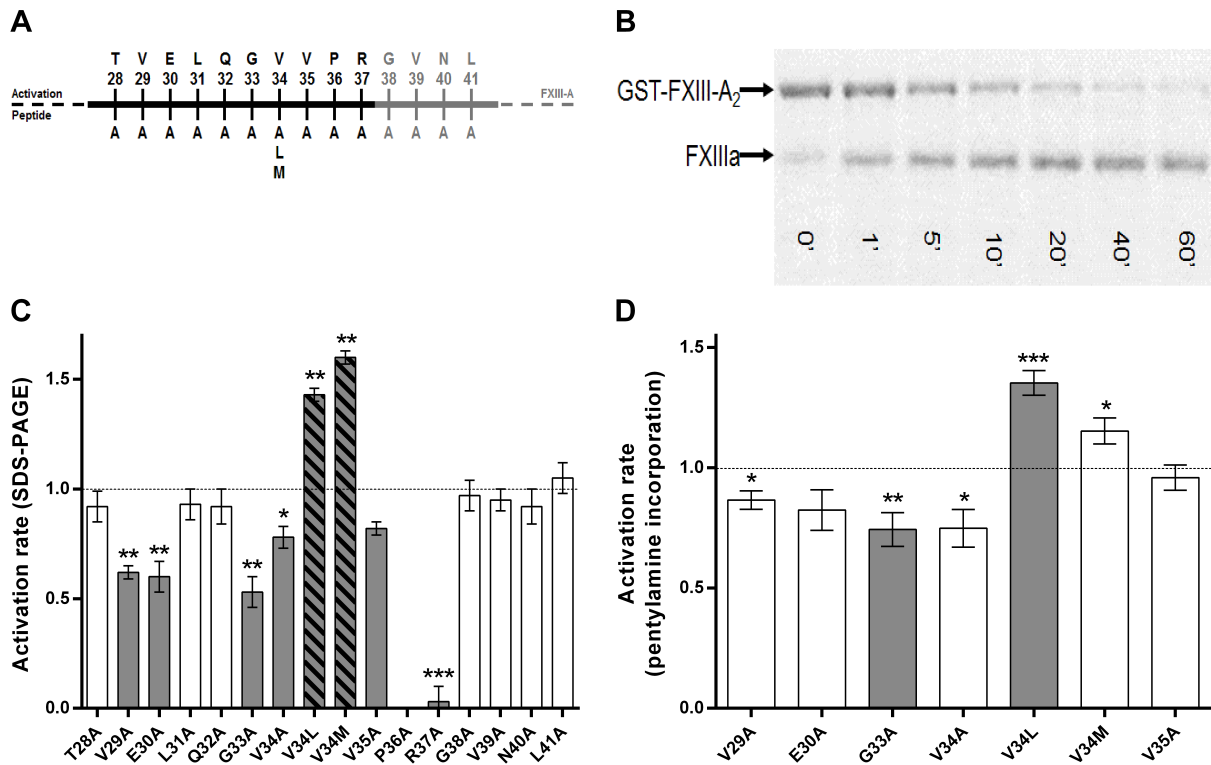 A
T V E L Q G V V P R G V N L
28 29 30 31 32 33 34 35 36 37 38 39 40 41
Activation
Peptide
FXIII-A
A A A A A A A A A A A A A A
L
M
B
GST-FXIII-A2
FXIIIa
0' 1' 5' 10' 20' 40' 60'
C
Activation rate (SDS-PAGE)
1.5
1.0
0.5
0.0
** ** ** * ** ** ***
T28A V29A E30A L31A Q32A G33A V34A V34L V34M V35A P36A R37A G38A V39A N40A L41A
D
Activation rate
(pentylamine incorporation)
1.5
1.0
0.5
0.0
* ** * *** *
V29A E30A G33A V34A V34L V34M V35A